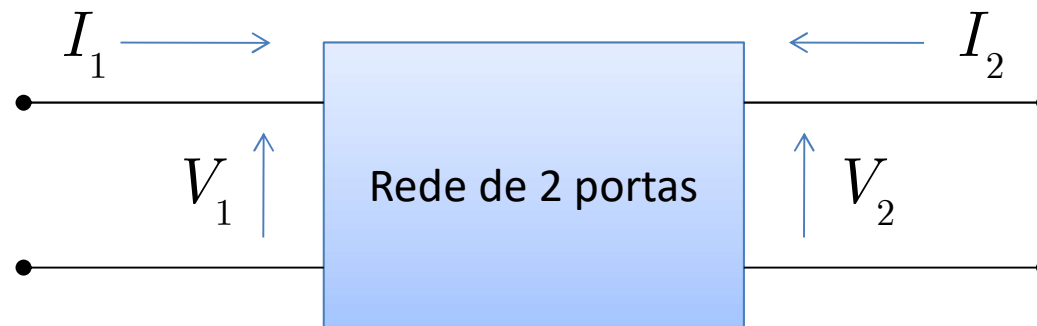 I₁ I₂
V₁ Rede de 2 portas V₂